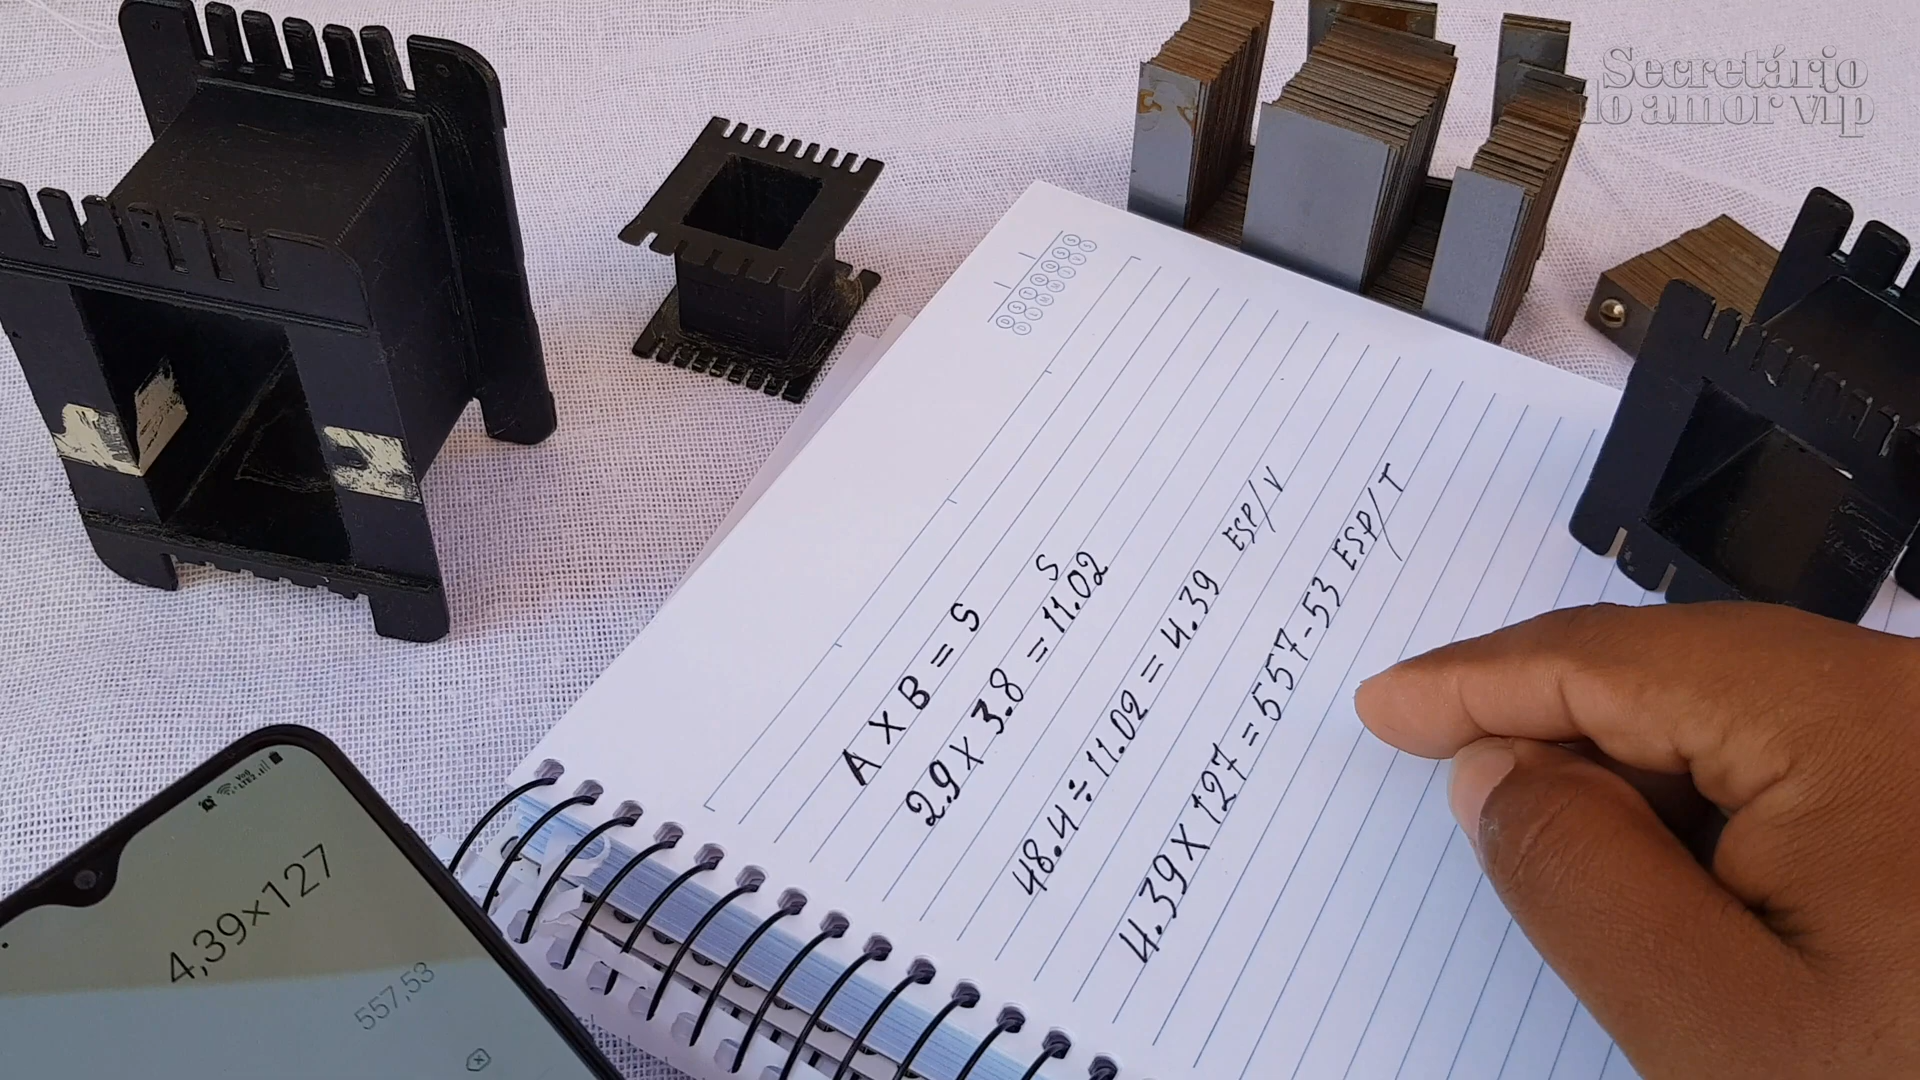 Secretário
do amor vip
A X B = S
S
2.9 X 3.8 = 11.02
48.4 ÷ 11.02 = 4.39 ESP/V
4.39 X 127 = 557-53 ESP/T
4,39×127
557,53